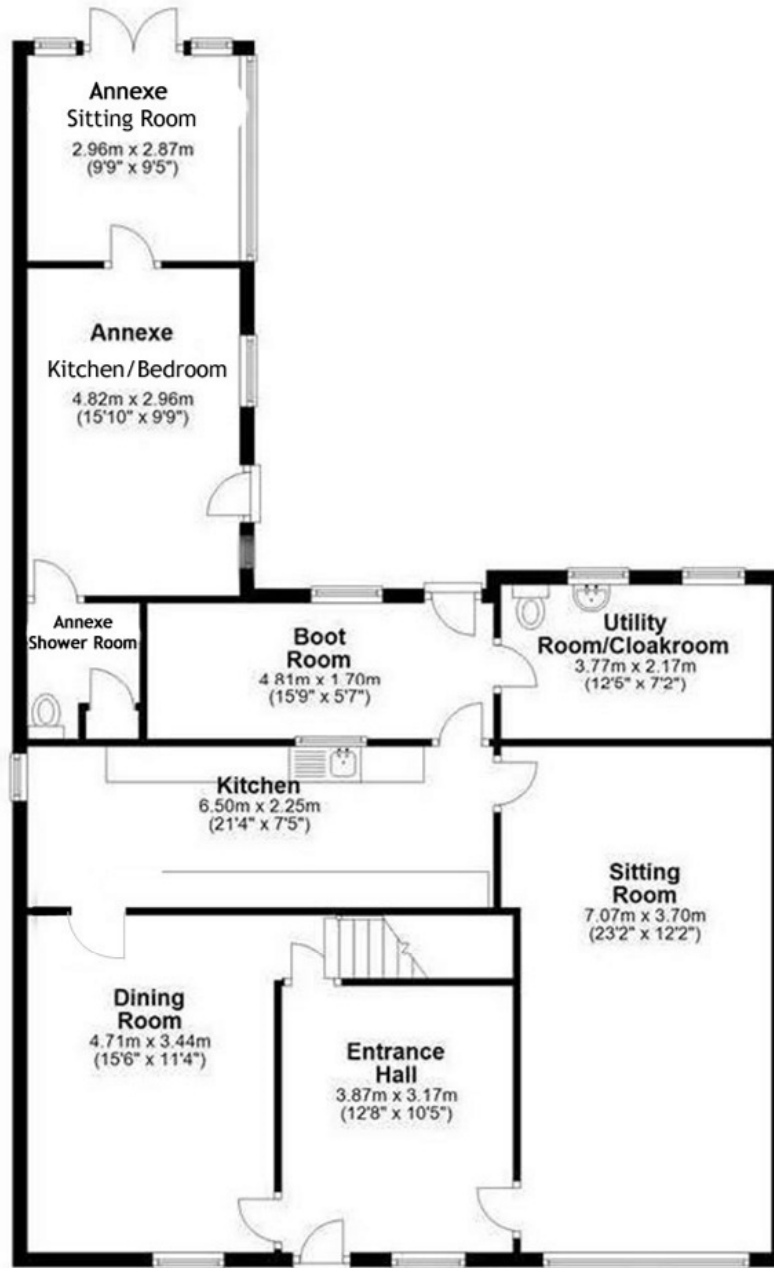 Annexe
Sitting Room
2.96m x 2.87m
(9'9" x 9'5")
Annexe
Kitchen/Bedroom
4.82m x 2.96m
(15'10" x 9'9")
Annexe
Shower Room
Boot
Room
4.81m x 1.70m
(15'9" x 5'7")
Utility
Room/Cloakroom
3.77m x 2.17m
(12'5" x 7'2")
Kitchen
6.50m x 2.25m
(21'4" x 7'5")
Sitting
Room
7.07m x 3.70m
(23'2" x 12'2")
Dining
Room
4.71m x 3.44m
(15'6" x 11'4")
Entrance
Hall
3.87m x 3.17m
(12'8" x 10'5")